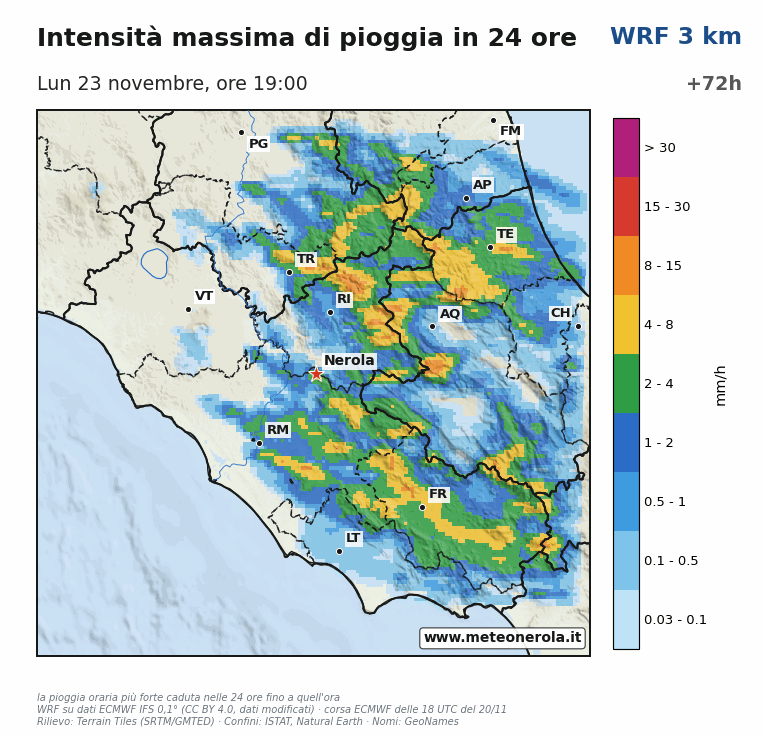 Intensità massima di pioggia in 24 ore
WRF 3 km
Lun 23 novembre, ore 19:00
+72h
FM
PG
AP
TE
TR
VT
RI
AQ
CH
Nerola
RM
FR
LT
www.meteonerola.it
> 30
15 - 30
8 - 15
4 - 8
2 - 4
1 - 2
0.5 - 1
0.1 - 0.5
0.03 - 0.1
mm/h
la pioggia oraria più forte caduta nelle 24 ore fino a quell'ora
WRF su dati ECMWF IFS 0,1° (CC BY 4.0, dati modificati) · corsa ECMWF delle 18 UTC del 20/11
Rilievo: Terrain Tiles (SRTM/GMTED) · Confini: ISTAT, Natural Earth · Nomi: GeoNames